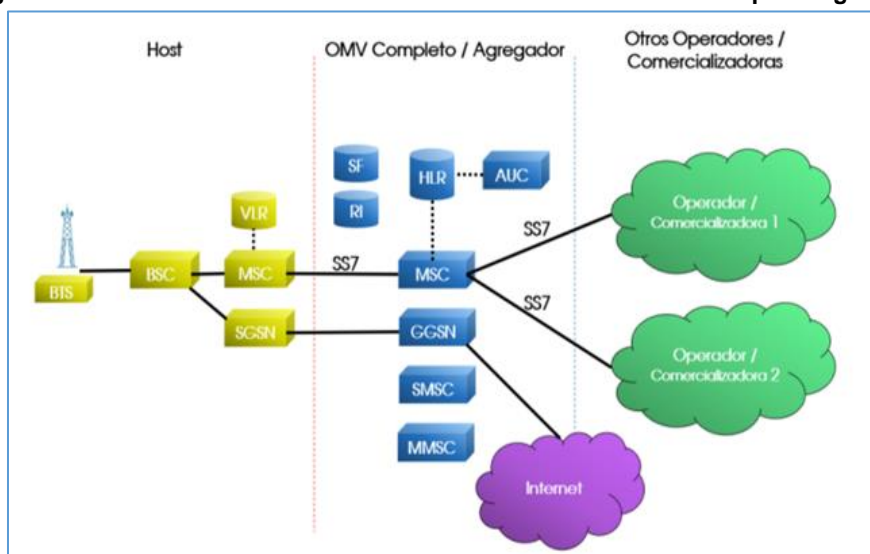 Host
OMV Completo / Agregador
Otros Operadores /
Comercializadoras
SF
RI
HLR
AUC
VLR
BTS
BSC
MSC
SS7
MSC
SS7
SS7
Operador /
Comercializadora 1
SGSN
GGSN
Operador /
Comercializadora 2
SMSC
MMSC
Internet